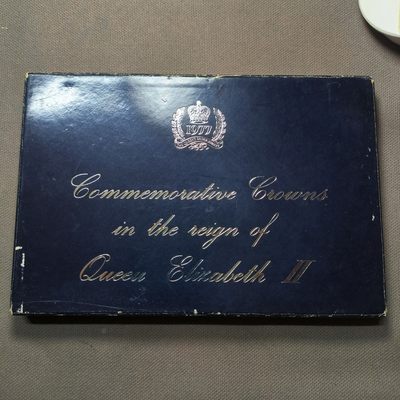 1977
Commemorative Crowns
in the reign of
Queen Elizabeth II